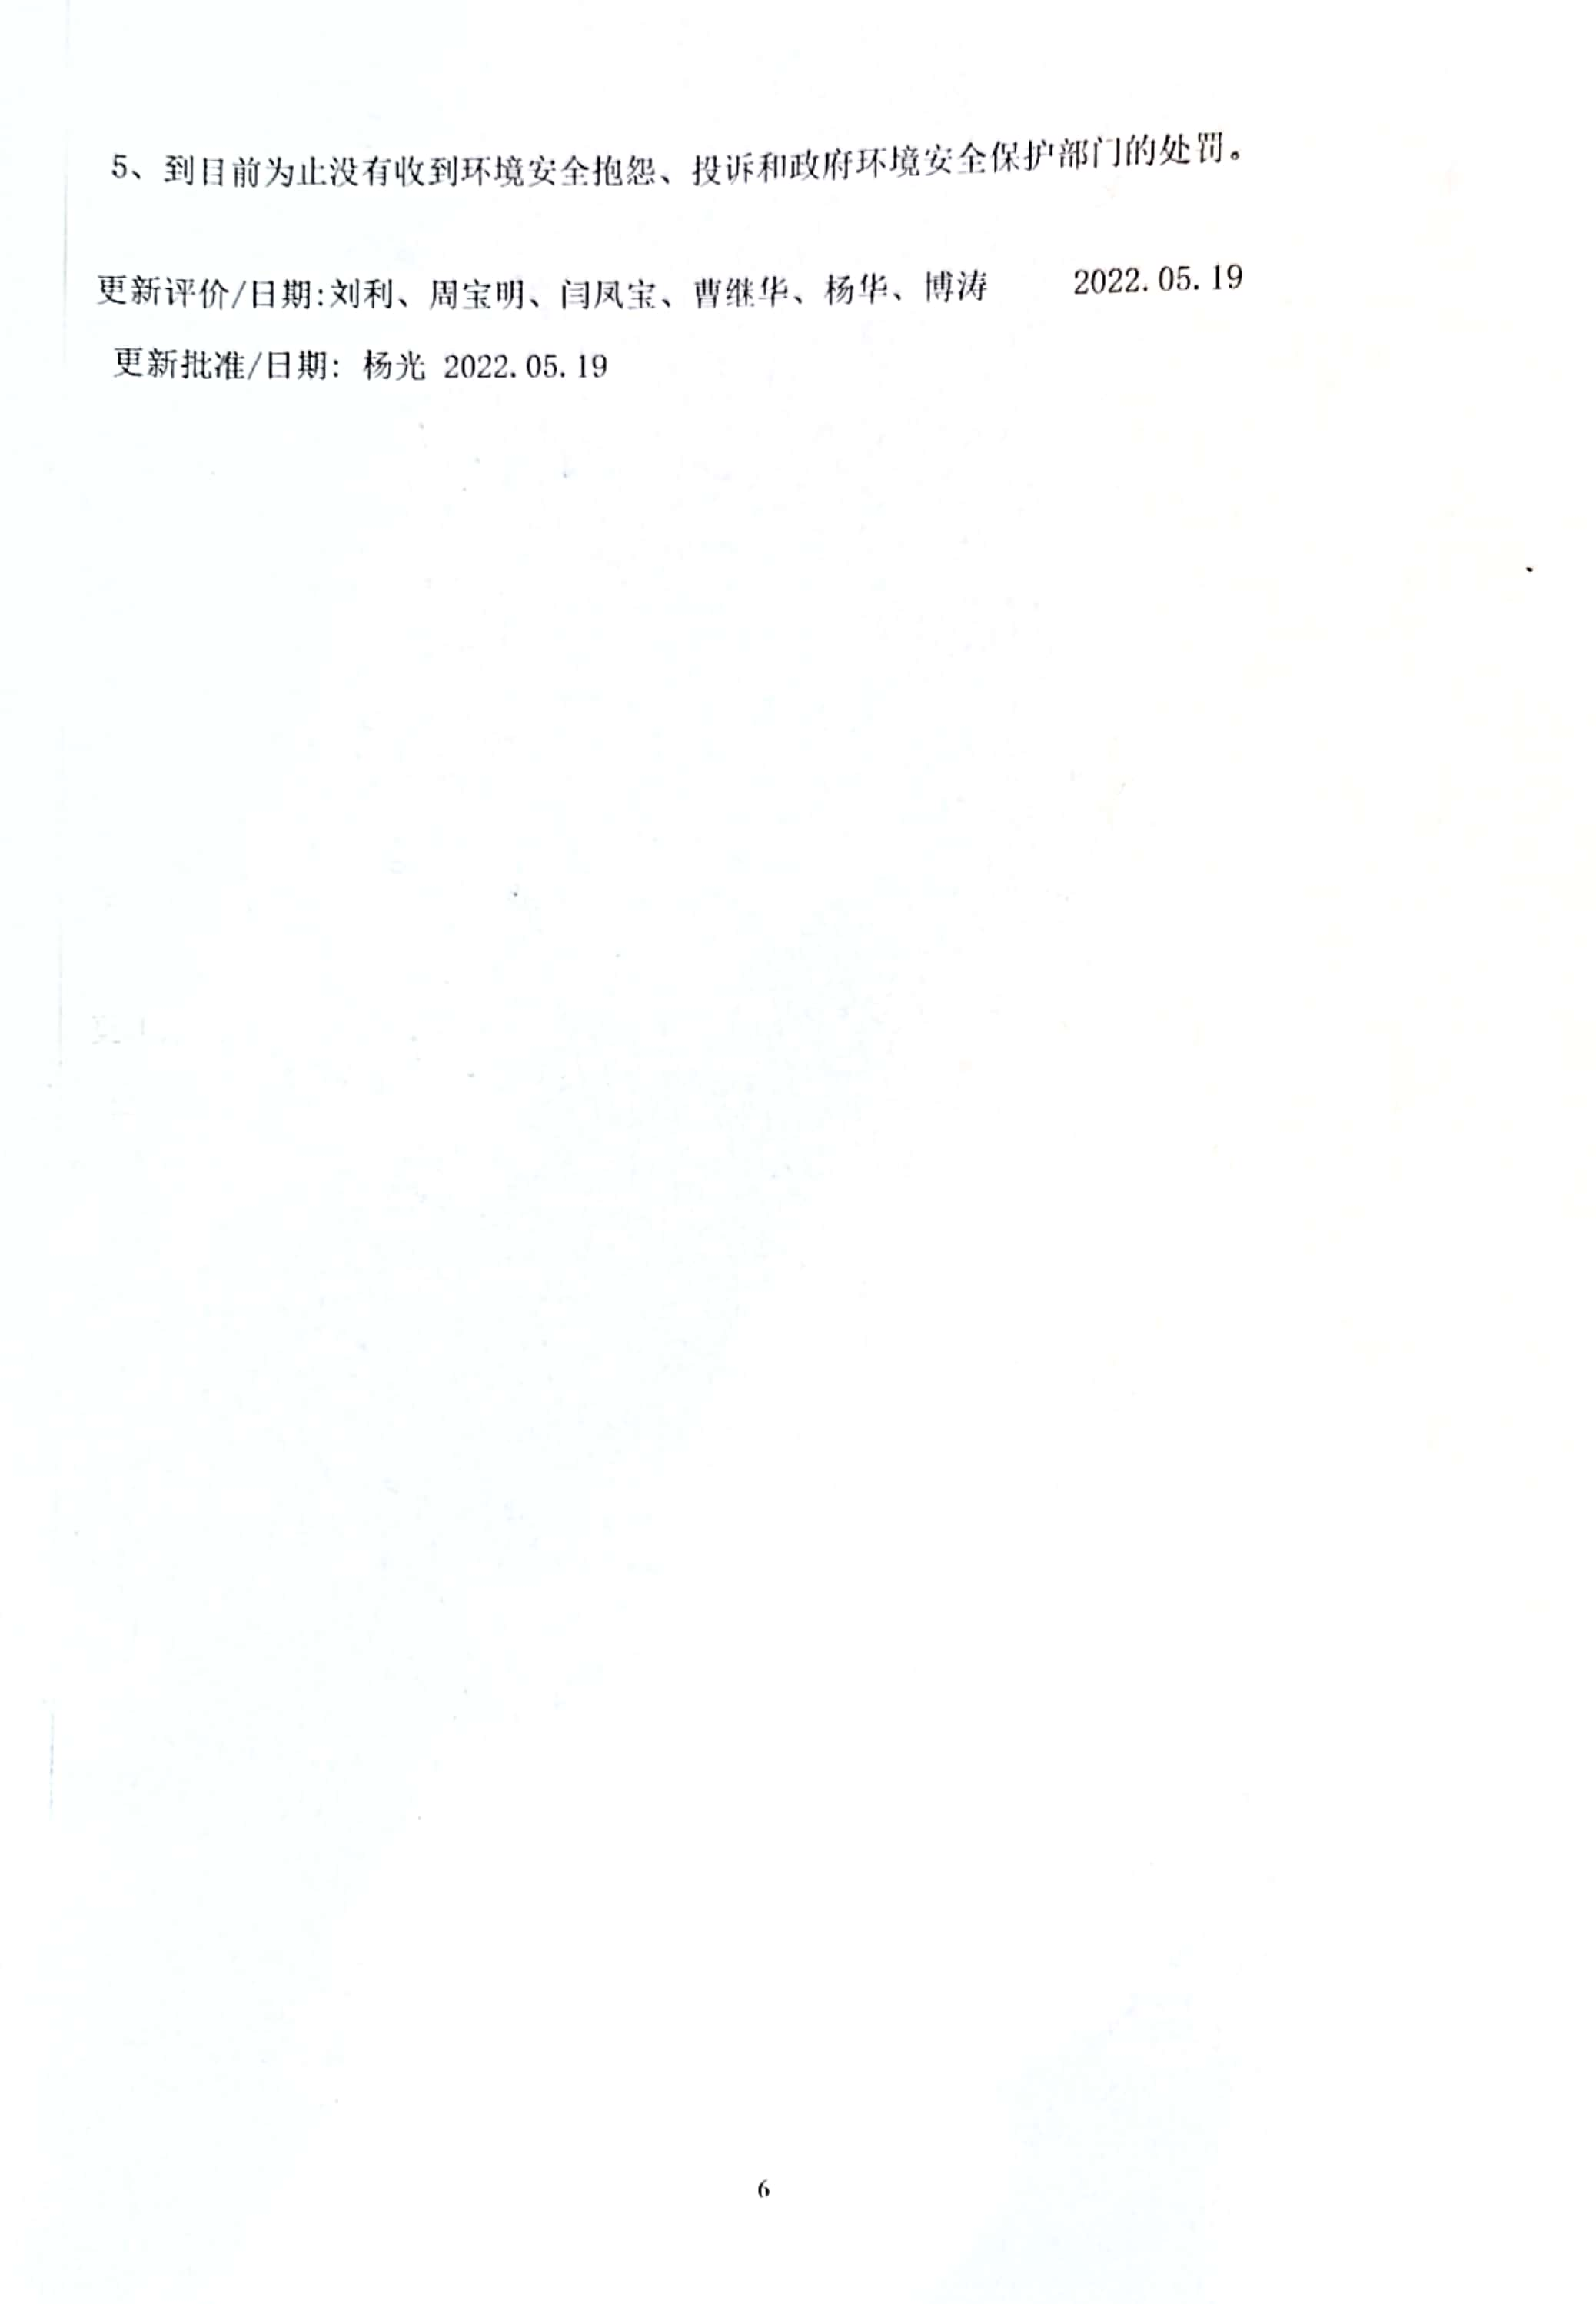 5、到目前为止没有收到环境安全抱怨、投诉和政府环境安全保护部门的处罚。
更新评价/日期:刘利、周宝明、闫凤宝、曹继华、杨华、博涛 2022.05.19
更新批准/日期: 杨光 2022.05.19
6